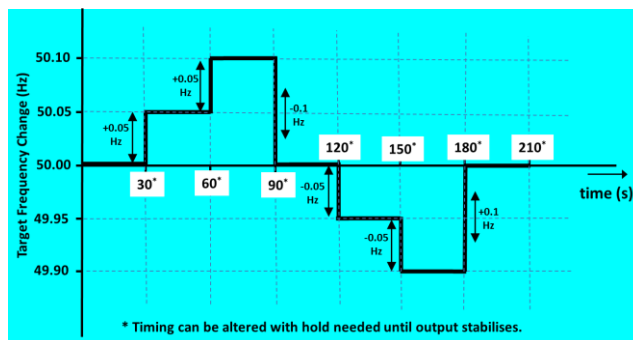 Target Frequency Change (Hz)
50.10
50.05
50.00
49.95
49.90
+0.05
Hz
+0.05
Hz
-0.1
Hz
30*
60*
90*
120*
150*
180*
210*
-0.05
Hz
-0.05
Hz
+0.1
Hz
time (s)
* Timing can be altered with hold needed until output stabilises.